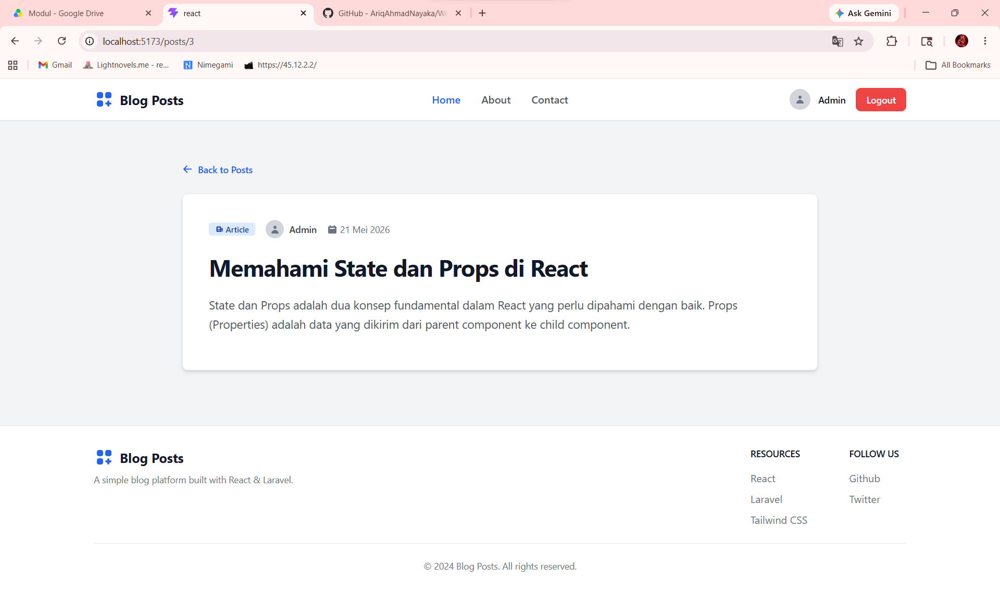 Modul - Google Drive
react
GitHub - AriqAhmadNayaka/We
Ask Gemini
localhost:5173/posts/3
Gmail
Lightnovels.me - re...
Nimegami
https://45.12.2.2/
All Bookmarks
Blog Posts
Home
About
Contact
Admin
Logout
Back to Posts
Article
Admin
21 Mei 2026
Memahami State dan Props di React
State dan Props adalah dua konsep fundamental dalam React yang perlu dipahami dengan baik. Props
(Properties) adalah data yang dikirim dari parent component ke child component.
Blog Posts
A simple blog platform built with React & Laravel.
RESOURCES
React
Laravel
Tailwind CSS
FOLLOW US
Github
Twitter
© 2024 Blog Posts. All rights reserved.